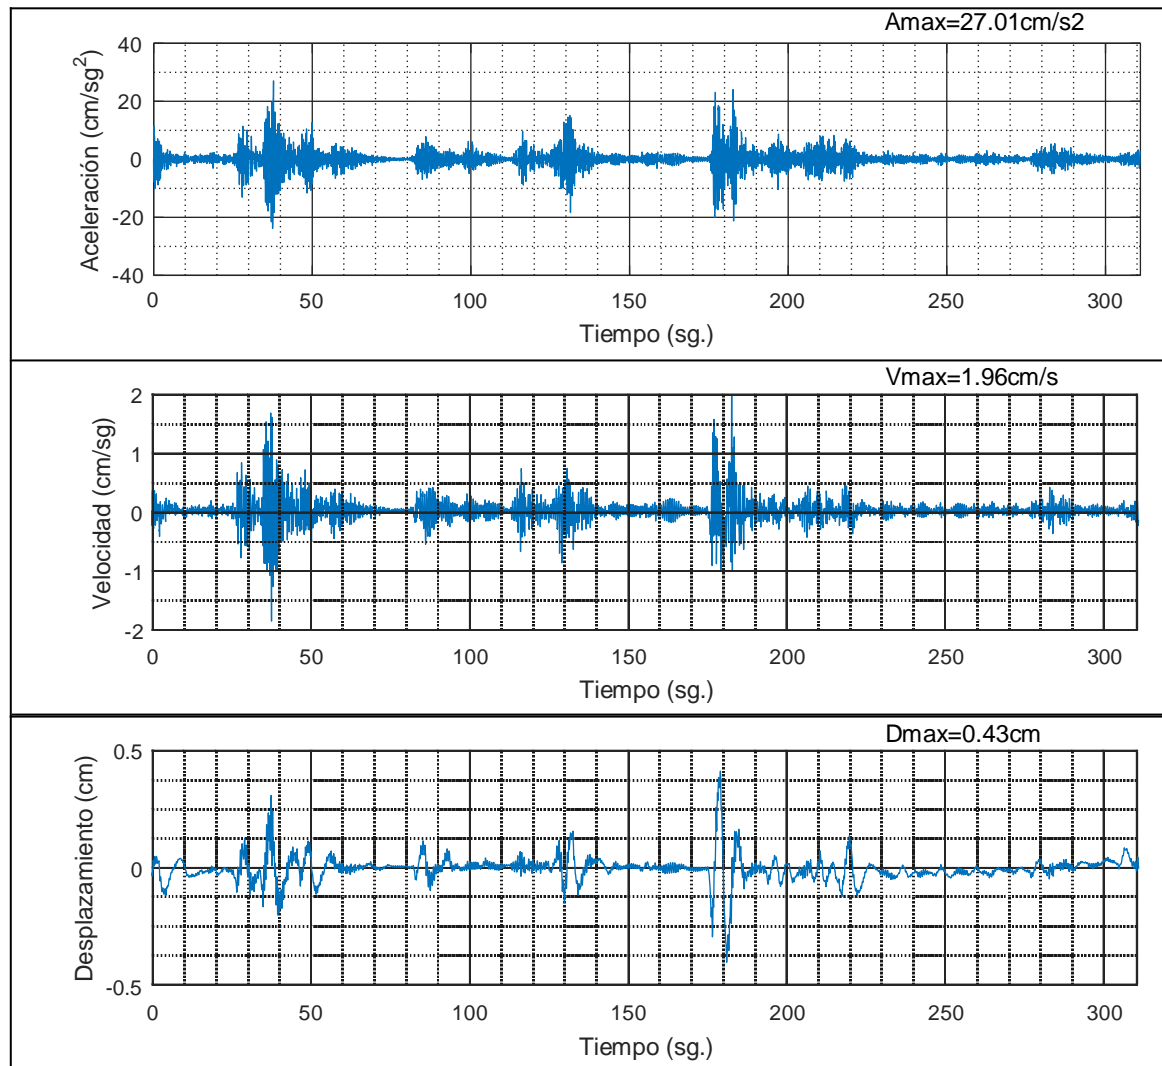 Amax=27.01cm/s2
Aceleración (cm/sg²)
40
20
0
-20
-40
0 50 100 150 200 250 300
Tiempo (sg.)
Vmax=1.96cm/s
Velocidad (cm/sg)
2
1
0
-1
-2
0 50 100 150 200 250 300
Tiempo (sg.)
Dmax=0.43cm
Desplazamiento (cm)
0.5
0
-0.5
0 50 100 150 200 250 300
Tiempo (sg.)